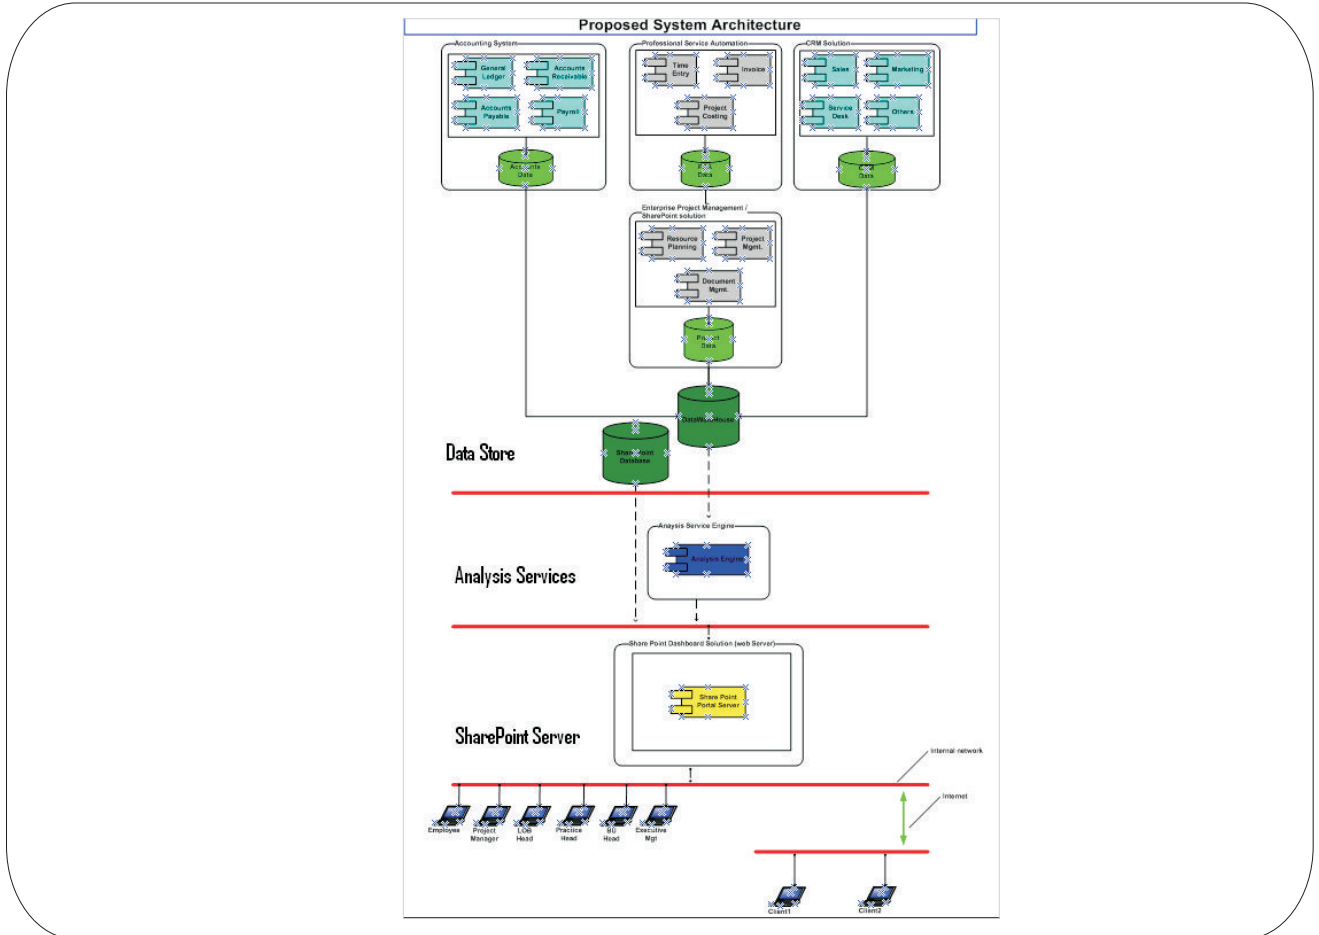 Proposed System Architecture
Accounting System
Professional Service Automation
CRM Solution
General
Ledger
Accounts
Receivable
Accounts
Payable
Payroll
Time
Entry
Invoice
Project
Costing
Sales
Marketing
Service
Desk
Others
Accounts
Data
Data
Data
Enterprise Project Management /
SharePoint solution
Resource
Planning
Project
Mgmt.
Document
Mgmt.
Project
Data
DataWareHouse
SharePoint
Database
Data Store
Anaysis Service Engine
Analysis Engine
Analysis Services
Share Point Dashboard Solution (web Server)
Share Point
Portal Server
SharePoint Server
Internal network
Internet
Employee
Project
Manager
LOB
Head
Practice
Head
BG
Head
Executive
Mgt
Client1
Client2